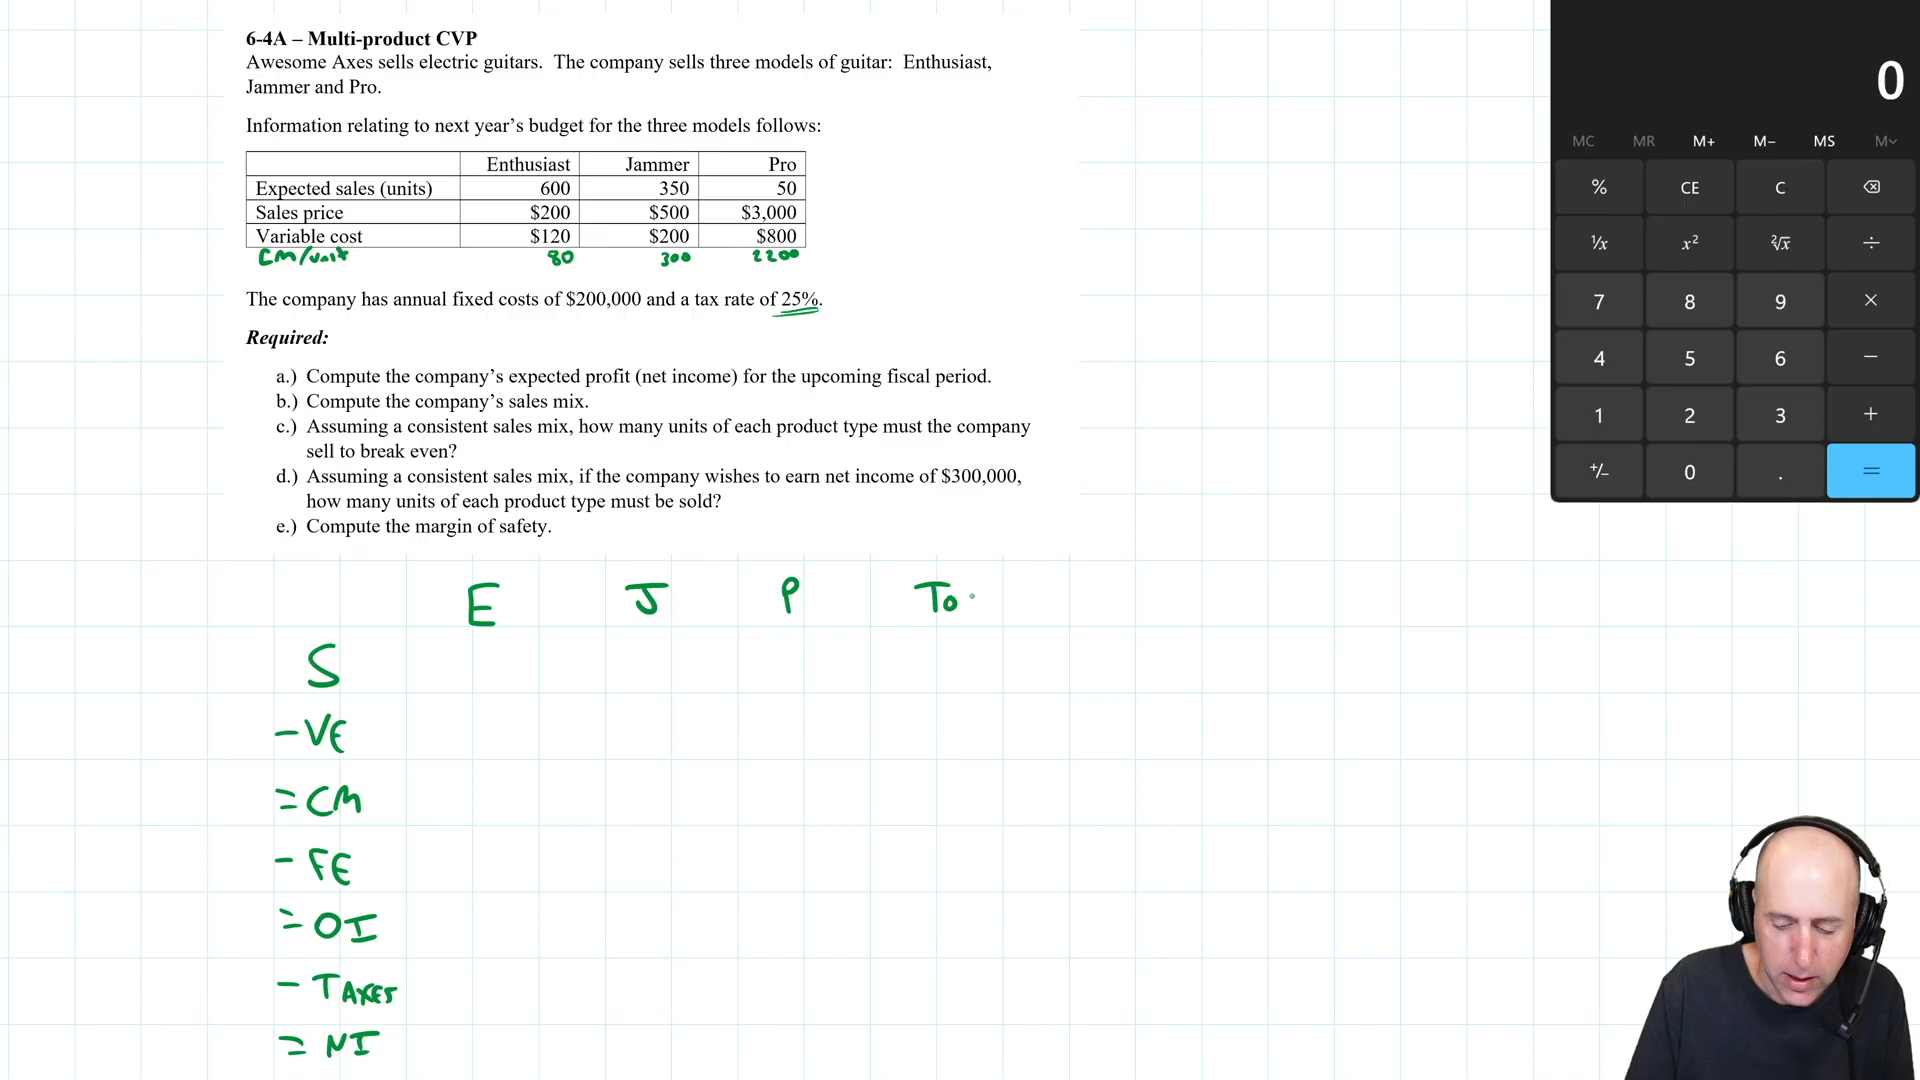 6-4A – Multi-product CVP
Awesome Axes sells electric guitars. The company sells three models of guitar: Enthusiast,
Jammer and Pro.
Information relating to next year's budget for the three models follows:
Enthusiast Jammer Pro
Expected sales (units) 600 350 50
Sales price $200 $500 $3,000
Variable cost $120 $200 $800
CM/unit 80 300 2200
The company has annual fixed costs of $200,000 and a tax rate of 25%.
Required:
a.) Compute the company's expected profit (net income) for the upcoming fiscal period.
b.) Compute the company's sales mix.
c.) Assuming a consistent sales mix, how many units of each product type must the company
sell to break even?
d.) Assuming a consistent sales mix, if the company wishes to earn net income of $300,000,
how many units of each product type must be sold?
e.) Compute the margin of safety.
E J P To
S
- VE
= CM
- FE
= OI
- TAXES
= NI
0
MC MR M+ M− MS M˅
% CE C ⌫
¹/x x² ²√x ÷
7 8 9 ×
4 5 6 −
1 2 3 +
+/− 0 . =